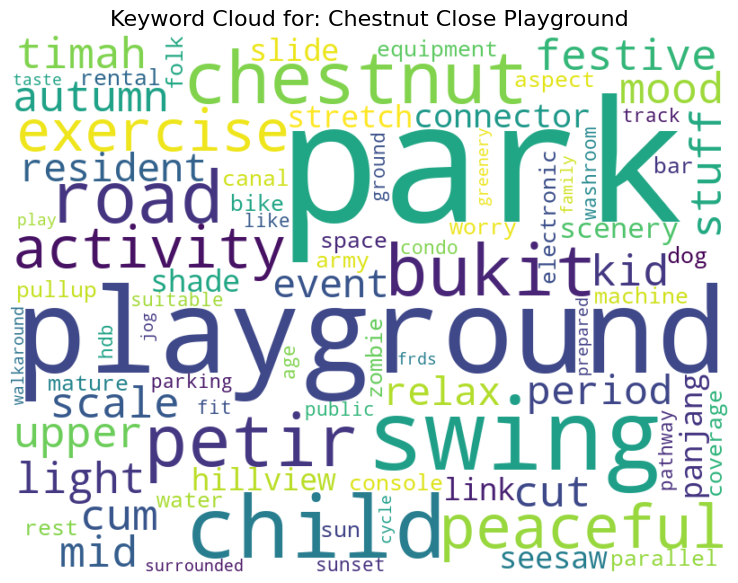 Keyword Cloud for: Chestnut Close Playground
timah folk slide equipment festive
taste rental chestnut aspect mood
autumn stretch connector track stuff
exercise park ground greenery family washroom
resident road canal bike like electronic bar
play space army worry condo scenery dog
activity shade event bukit kid
pullup suitable machine
playground
walkaround hdb jog age zombie frds prepared
mature parking relax period panjang
scale fit public swing pathway coverage
upper petir
light hillview console link cut
water cum child cycle peaceful
rest sun seesaw parallel
mid surrounded sunset